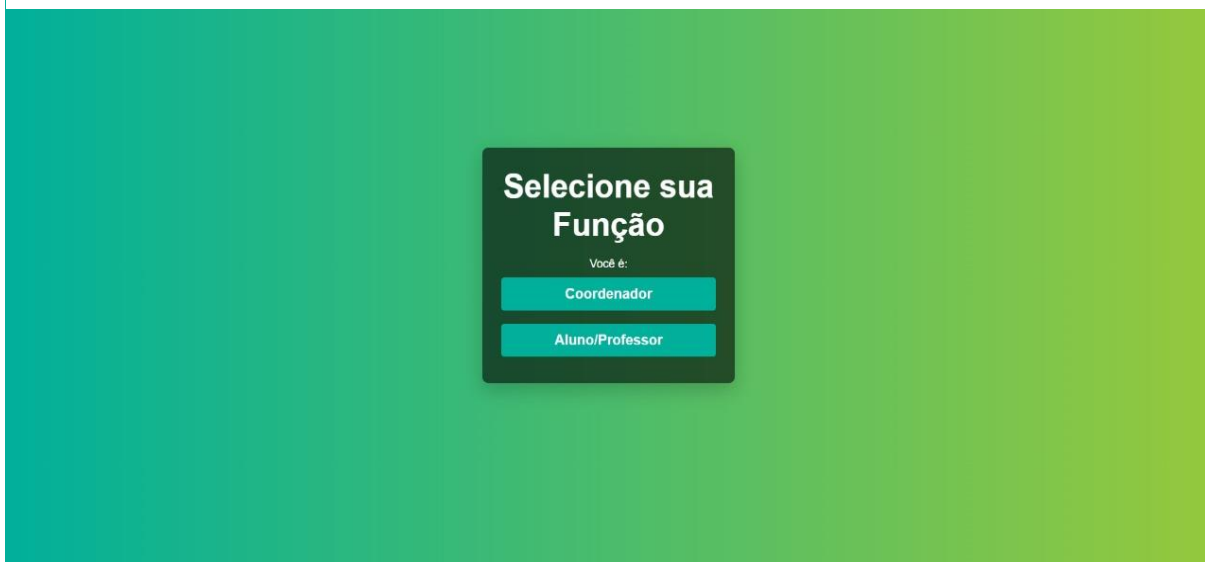 Selecione sua
Função
Você é:
Coordenador
Aluno/Professor